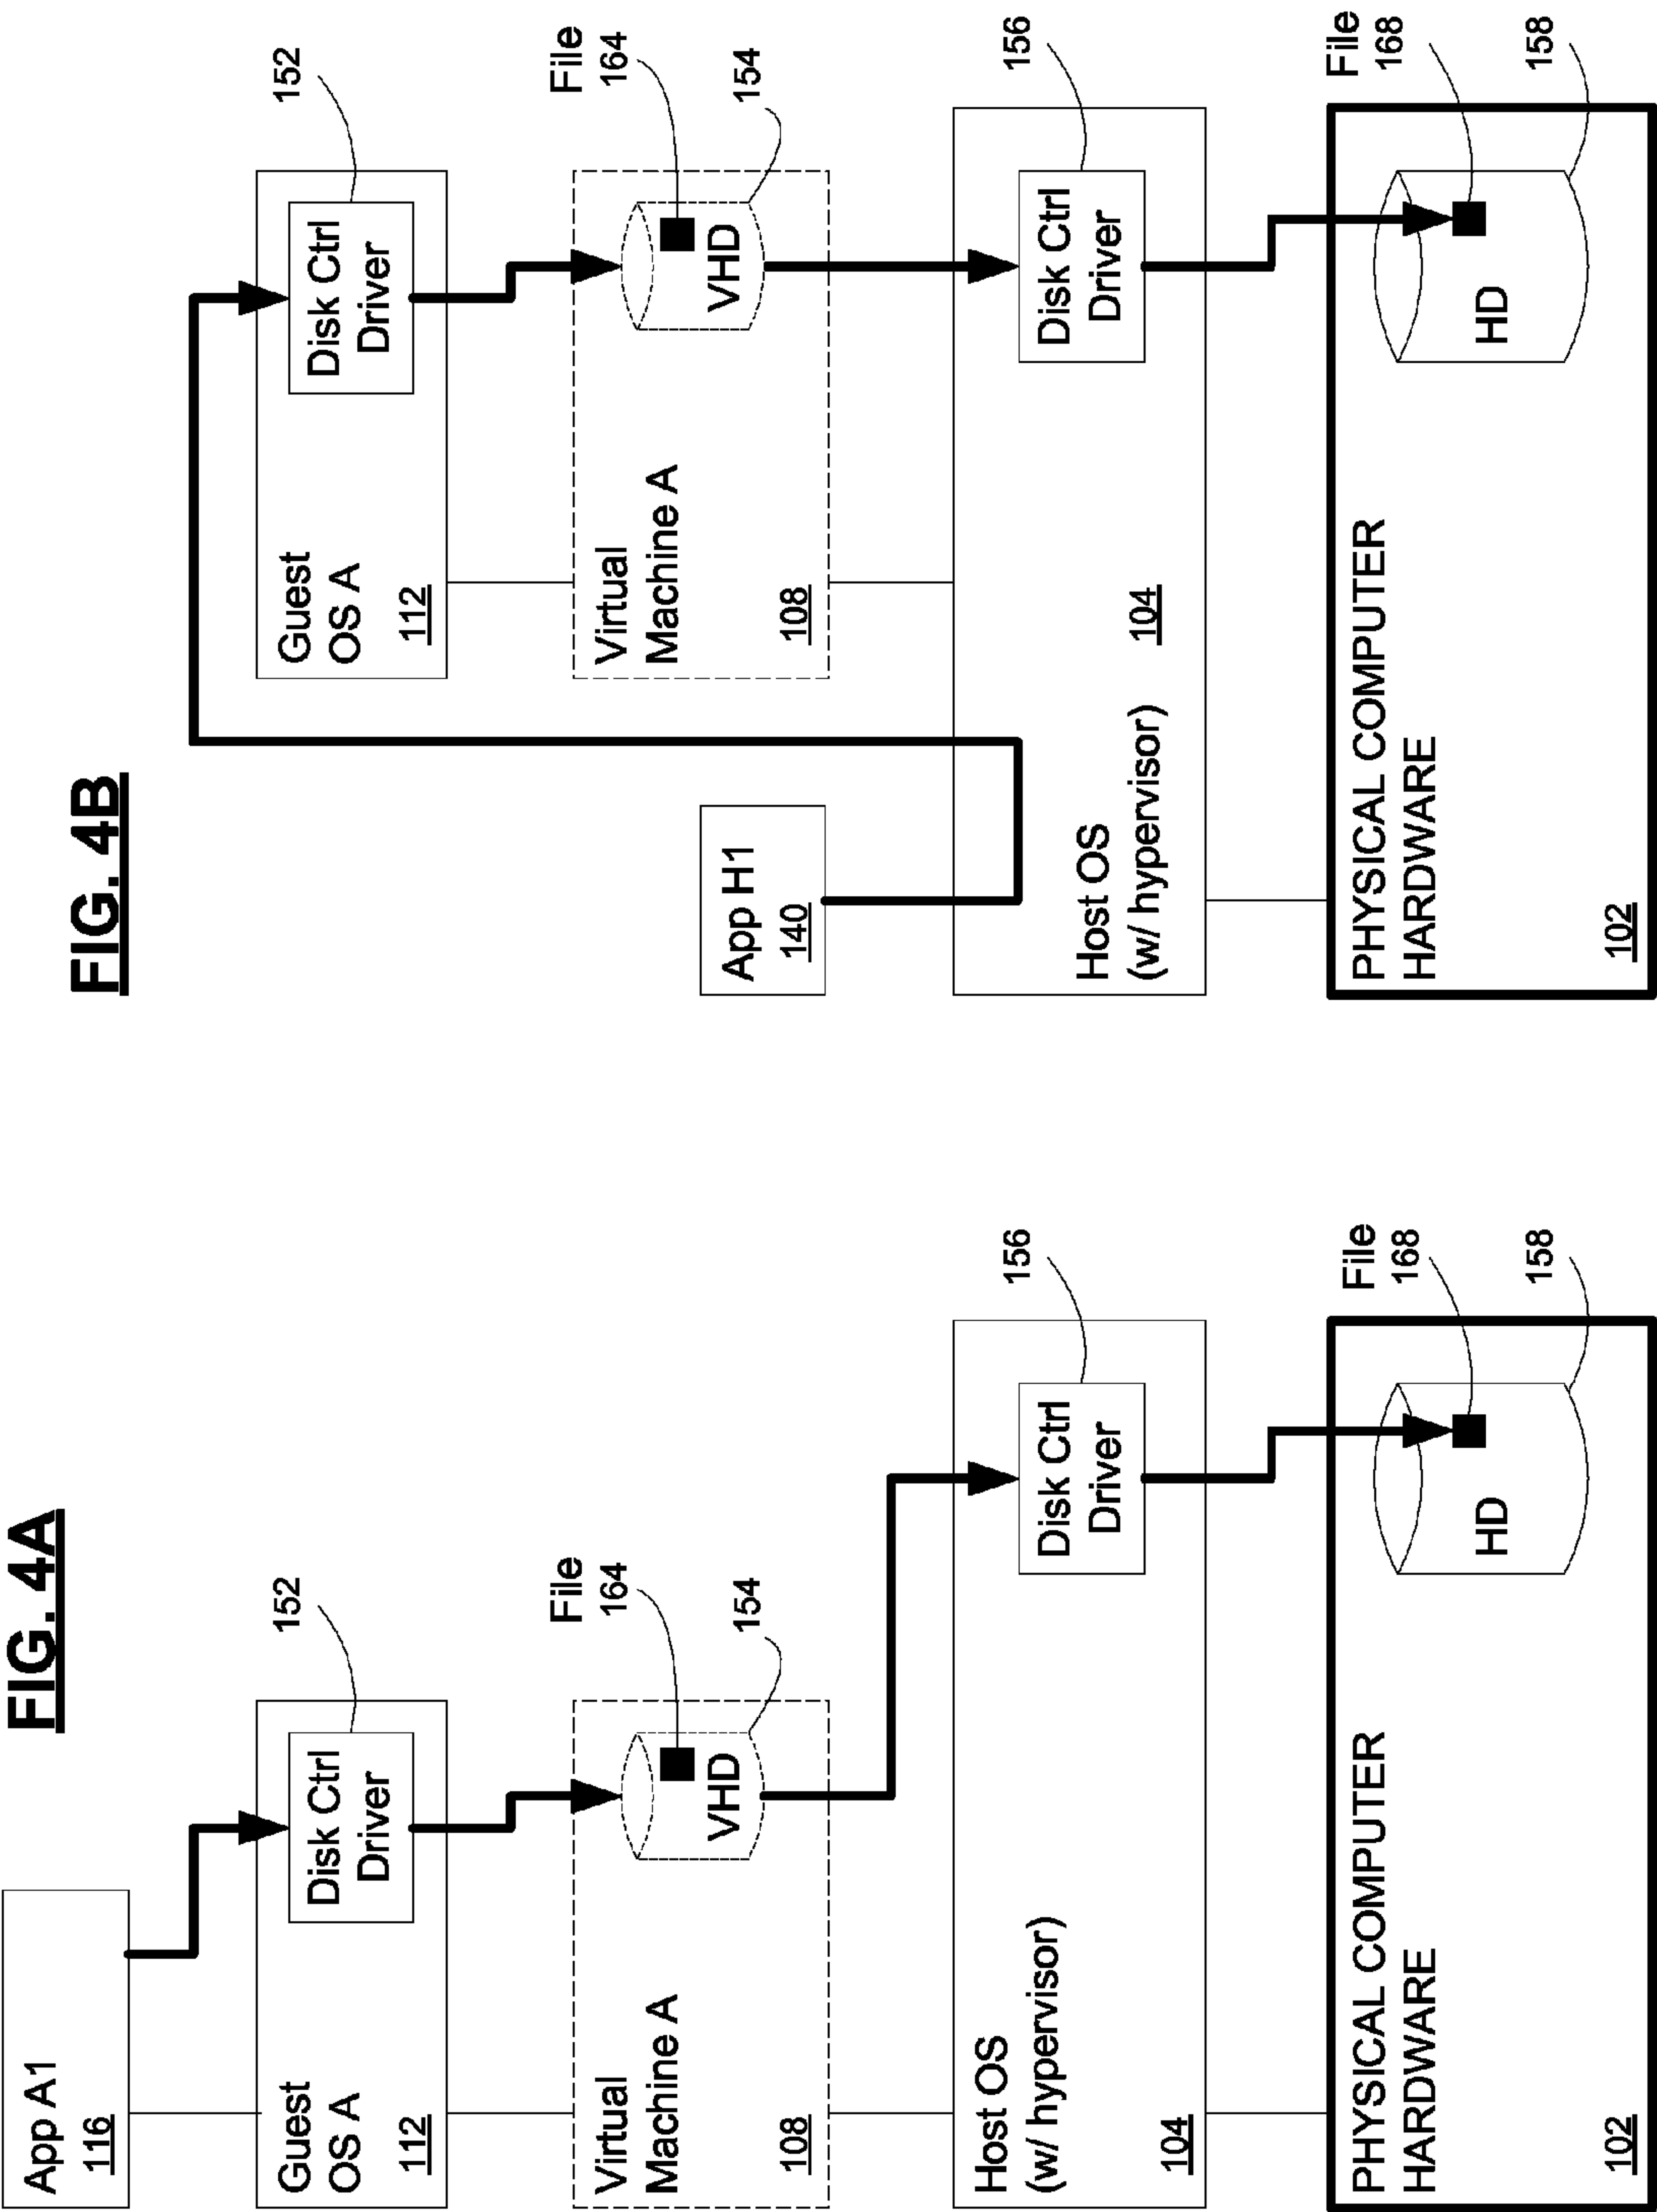 FIG. 4A
App A1
116
152
Disk Ctrl
Driver
Guest
OS A
112
File
164
154
VHD
Virtual
Machine A
108
156
Disk Ctrl
Driver
Host OS
(w/ hypervisor)
104
File
168
158
HD
PHYSICAL COMPUTER
HARDWARE
102
FIG. 4B
152
Disk Ctrl
Driver
Guest
OS A
112
File
164
154
VHD
Virtual
Machine A
108
App H1
140
156
Disk Ctrl
Driver
104
Host OS
(w/ hypervisor)
File
168
158
HD
PHYSICAL COMPUTER
HARDWARE
102